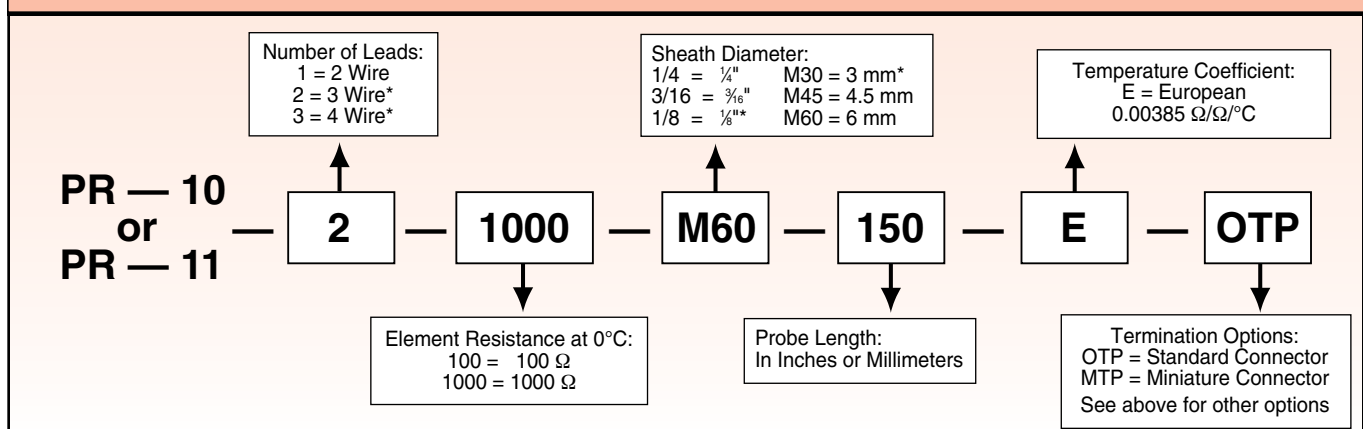 Number of Leads:
1 = 2 Wire
2 = 3 Wire*
3 = 4 Wire*
Sheath Diameter:
1/4 = ¼" M30 = 3 mm*
3/16 = 3⁄16" M45 = 4.5 mm
1/8 = ⅛"* M60 = 6 mm
Temperature Coefficient:
E = European
0.00385 Ω/Ω/°C
PR — 10
or
PR — 11
— 2 — 1000 — M60 — 150 — E — OTP
Element Resistance at 0°C:
100 = 100 Ω
1000 = 1000 Ω
Probe Length:
In Inches or Millimeters
Termination Options:
OTP = Standard Connector
MTP = Miniature Connector
See above for other options